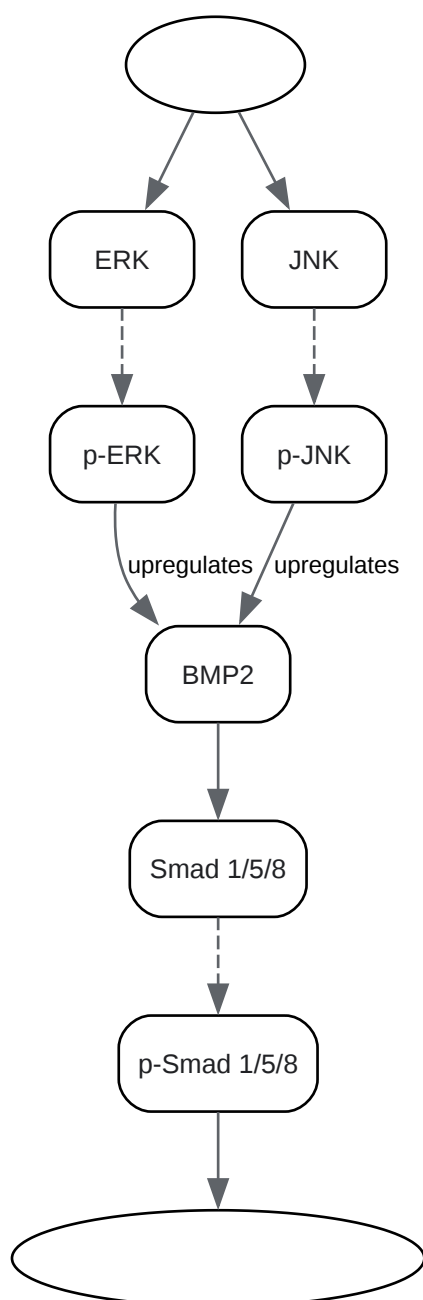 ERK
JNK
p-ERK
p-JNK
upregulates
upregulates
BMP2
Smad 1/5/8
p-Smad 1/5/8